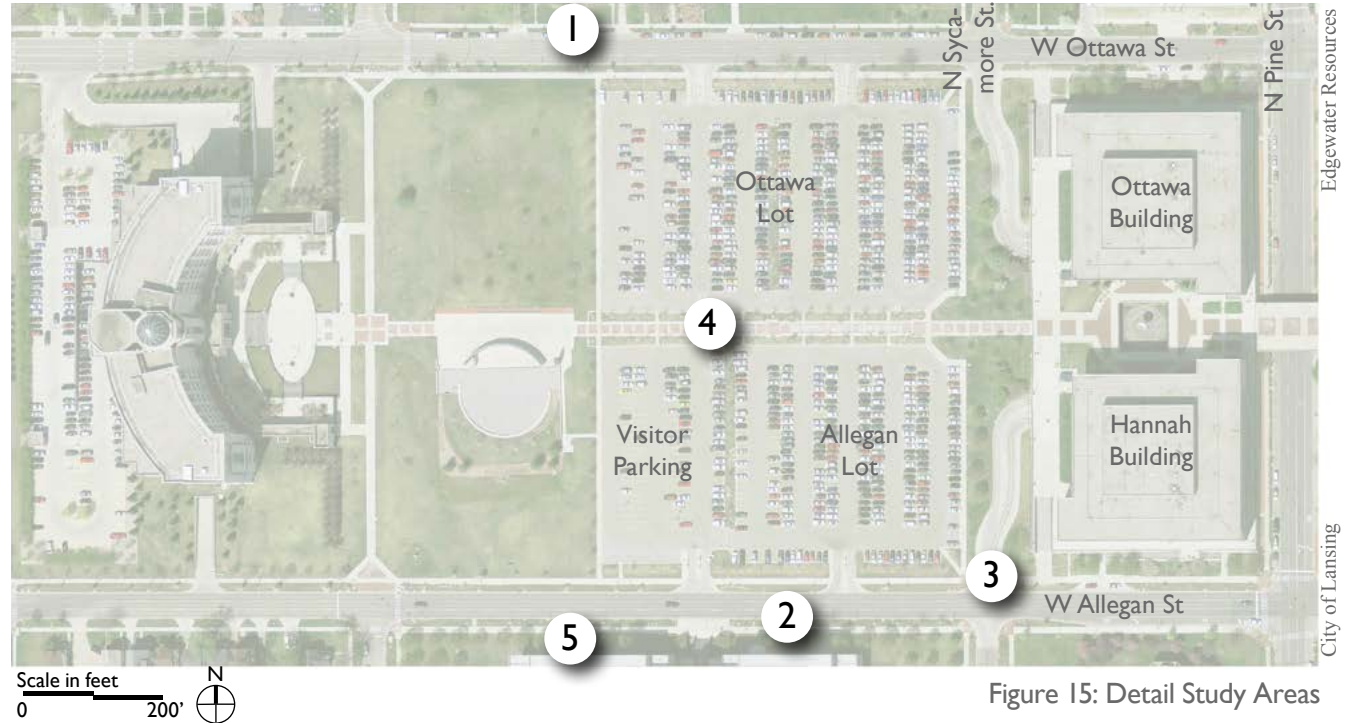 1
N Syca-
more St.
W Ottawa St
N Pine St
Edgewater Resources
Ottawa
Lot
Ottawa
Building
4
Visitor
Parking
Allegan
Lot
Hannah
Building
3
2
W Allegan St
5
City of Lansing
Scale in feet
0 200'
N
Figure 15: Detail Study Areas